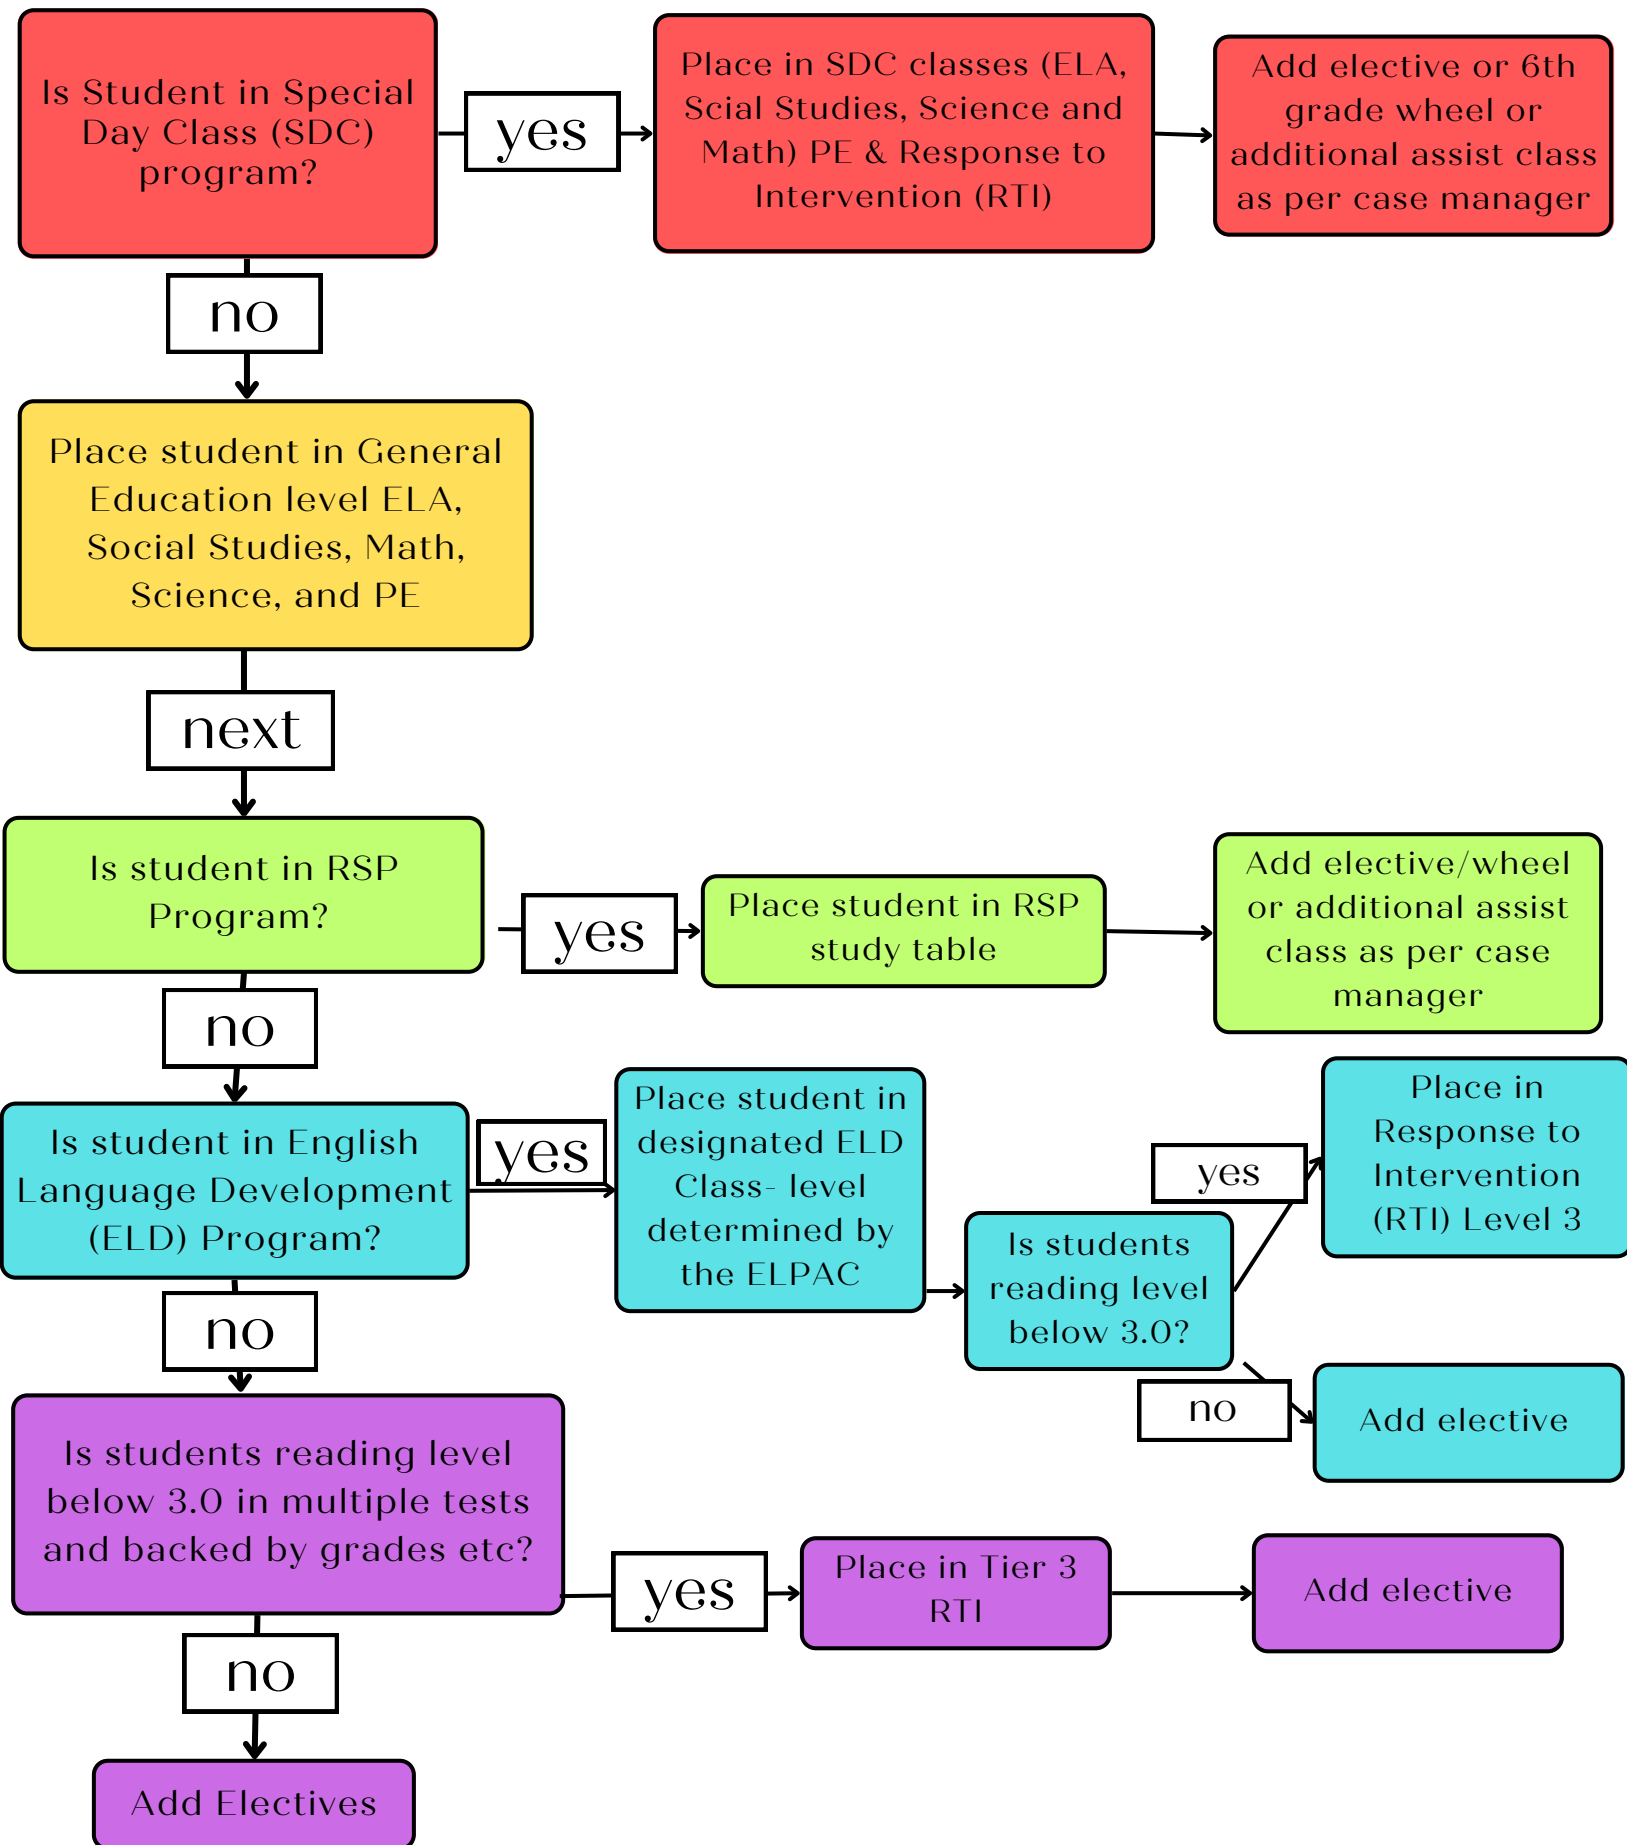 Is Student in Special
Day Class (SDC)
program?
yes
Place in SDC classes (ELA,
Scial Studies, Science and
Math) PE & Response to
Intervention (RTI)
Add elective or 6th
grade wheel or
additional assist class
as per case manager
no
Place student in General
Education level ELA,
Social Studies, Math,
Science, and PE
next
Is student in RSP
Program?
yes
Place student in RSP
study table
Add elective/wheel
or additional assist
class as per case
manager
no
Is student in English
Language Development
(ELD) Program?
yes
Place student in
designated ELD
Class- level
determined by
the ELPAC
Is students
reading level
below 3.0?
yes
Place in
Response to
Intervention
(RTI) Level 3
no
Add elective
no
Is students reading level
below 3.0 in multiple tests
and backed by grades etc?
yes
Place in Tier 3
RTI
Add elective
no
Add Electives